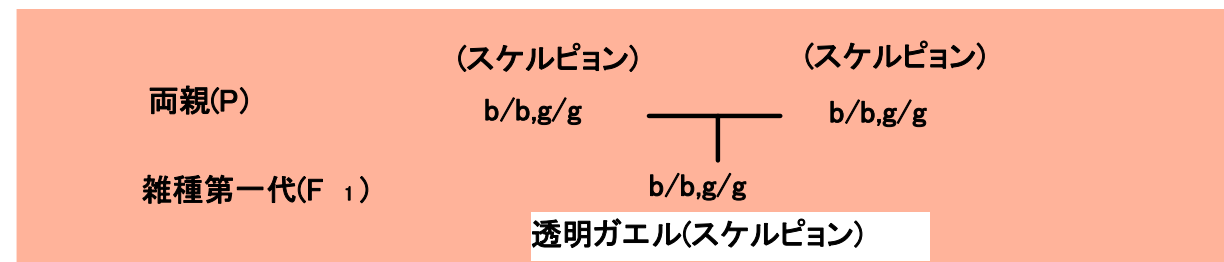 (スケルピョン) (スケルピョン)
両親(P) b/b,g/g b/b,g/g
雑種第一代(F 1) b/b,g/g
透明ガエル(スケルピョン)